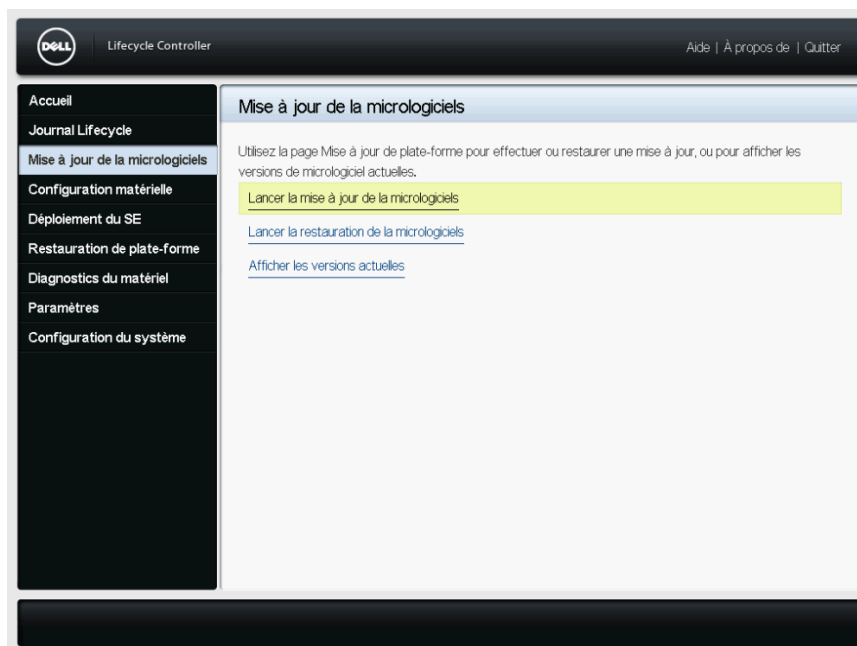 DELL
Lifecycle Controller
Aide | À propos de | Quitter
Accueil
Journal Lifecycle
Mise à jour de la micrologiciels
Configuration matérielle
Déploiement du SE
Restauration de plate-forme
Diagnostics du matériel
Paramètres
Configuration du système
Mise à jour de la micrologiciels
Utilisez la page Mise à jour de plate-forme pour effectuer ou restaurer une mise à jour, ou pour afficher les
versions de micrologiciel actuelles.
Lancer la mise à jour de la micrologiciels
Lancer la restauration de la micrologiciels
Afficher les versions actuelles